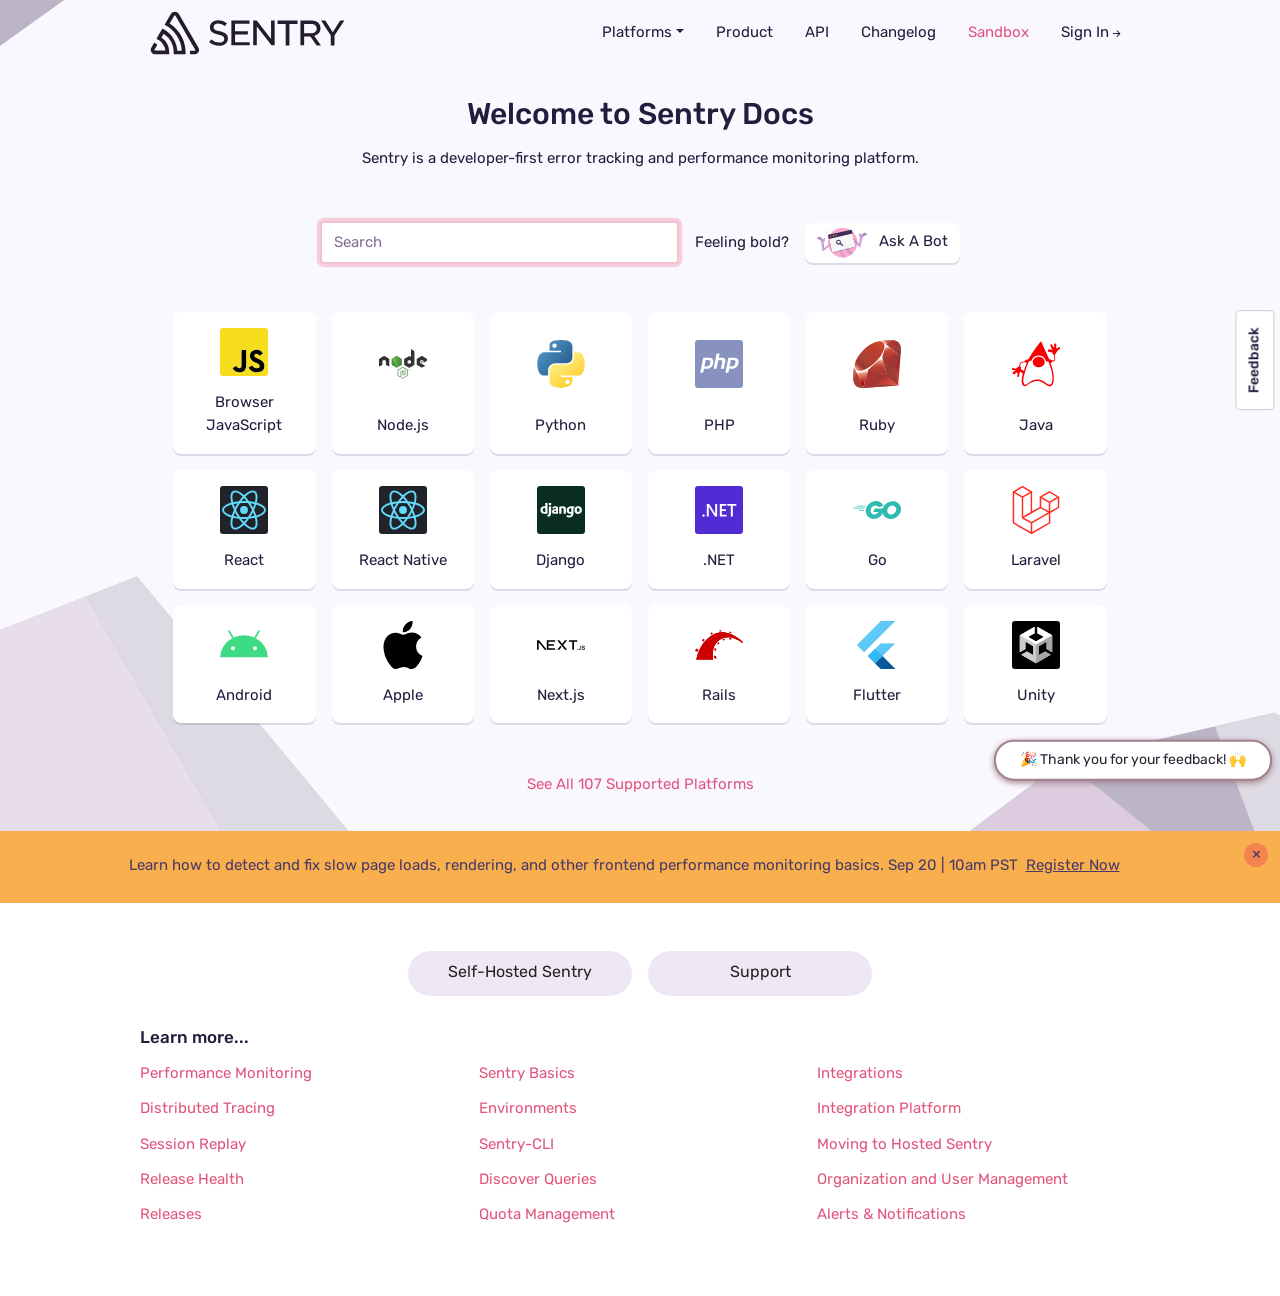 SENTRY
Platforms
Product
API
Changelog
Sandbox
Sign In →
Welcome to Sentry Docs
Sentry is a developer-first error tracking and performance monitoring platform.
Search
Feeling bold?
Ask A Bot
Feedback
JS
Browser
JavaScript
node
JS
Node.js
Python
php
PHP
Ruby
Java
React
React Native
django
Django
.NET
.NET
GO
Go
Laravel
Android
Apple
NEXT.JS
Next.js
Rails
Flutter
Unity
See All 107 Supported Platforms
🎉 Thank you for your feedback! 🙌
Learn how to detect and fix slow page loads, rendering, and other frontend performance monitoring basics. Sep 20 | 10am PST Register Now
×
Self-Hosted Sentry
Support
Learn more...
Performance Monitoring
Distributed Tracing
Session Replay
Release Health
Releases
Sentry Basics
Environments
Sentry-CLI
Discover Queries
Quota Management
Integrations
Integration Platform
Moving to Hosted Sentry
Organization and User Management
Alerts & Notifications